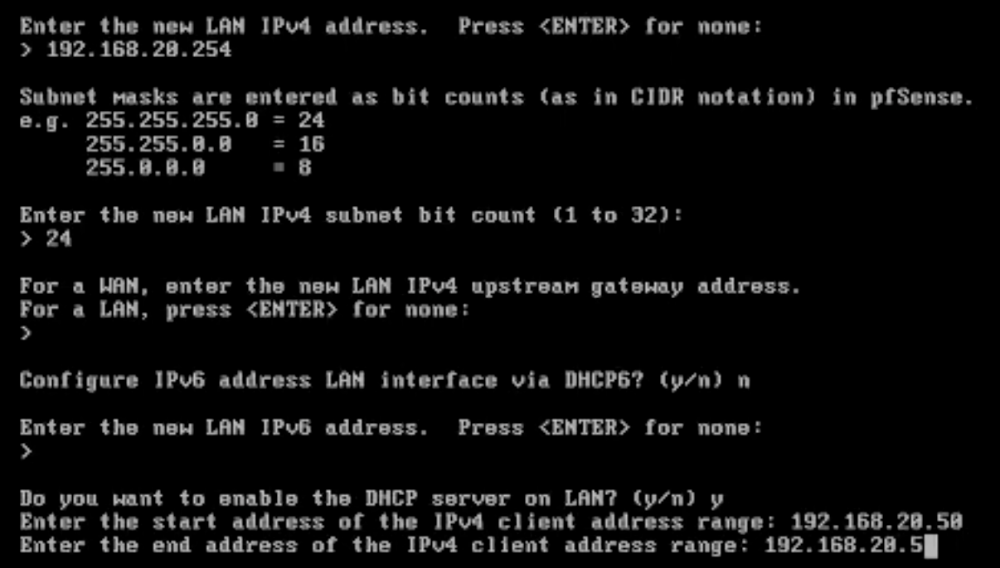 Enter the new LAN IPv4 address.  Press <ENTER> for none:
> 192.168.20.254
Subnet masks are entered as bit counts (as in CIDR notation) in pfSense.
e.g. 255.255.255.0 = 24
     255.255.0.0   = 16
     255.0.0.0     = 8
Enter the new LAN IPv4 subnet bit count (1 to 32):
> 24
For a WAN, enter the new LAN IPv4 upstream gateway address.
For a LAN, press <ENTER> for none:
>
Configure IPv6 address LAN interface via DHCP6? (y/n) n
Enter the new LAN IPv6 address.  Press <ENTER> for none:
>
Do you want to enable the DHCP server on LAN? (y/n) y
Enter the start address of the IPv4 client address range: 192.168.20.50
Enter the end address of the IPv4 client address range: 192.168.20.5